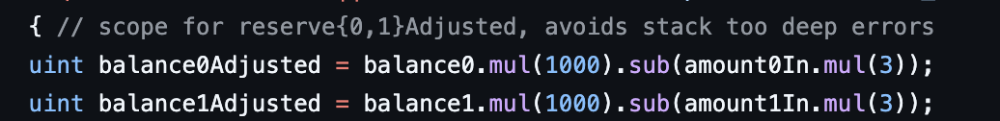 { // scope for reserve{0,1}Adjusted, avoids stack too deep errors
uint balance0Adjusted = balance0.mul(1000).sub(amount0In.mul(3));
uint balance1Adjusted = balance1.mul(1000).sub(amount1In.mul(3));